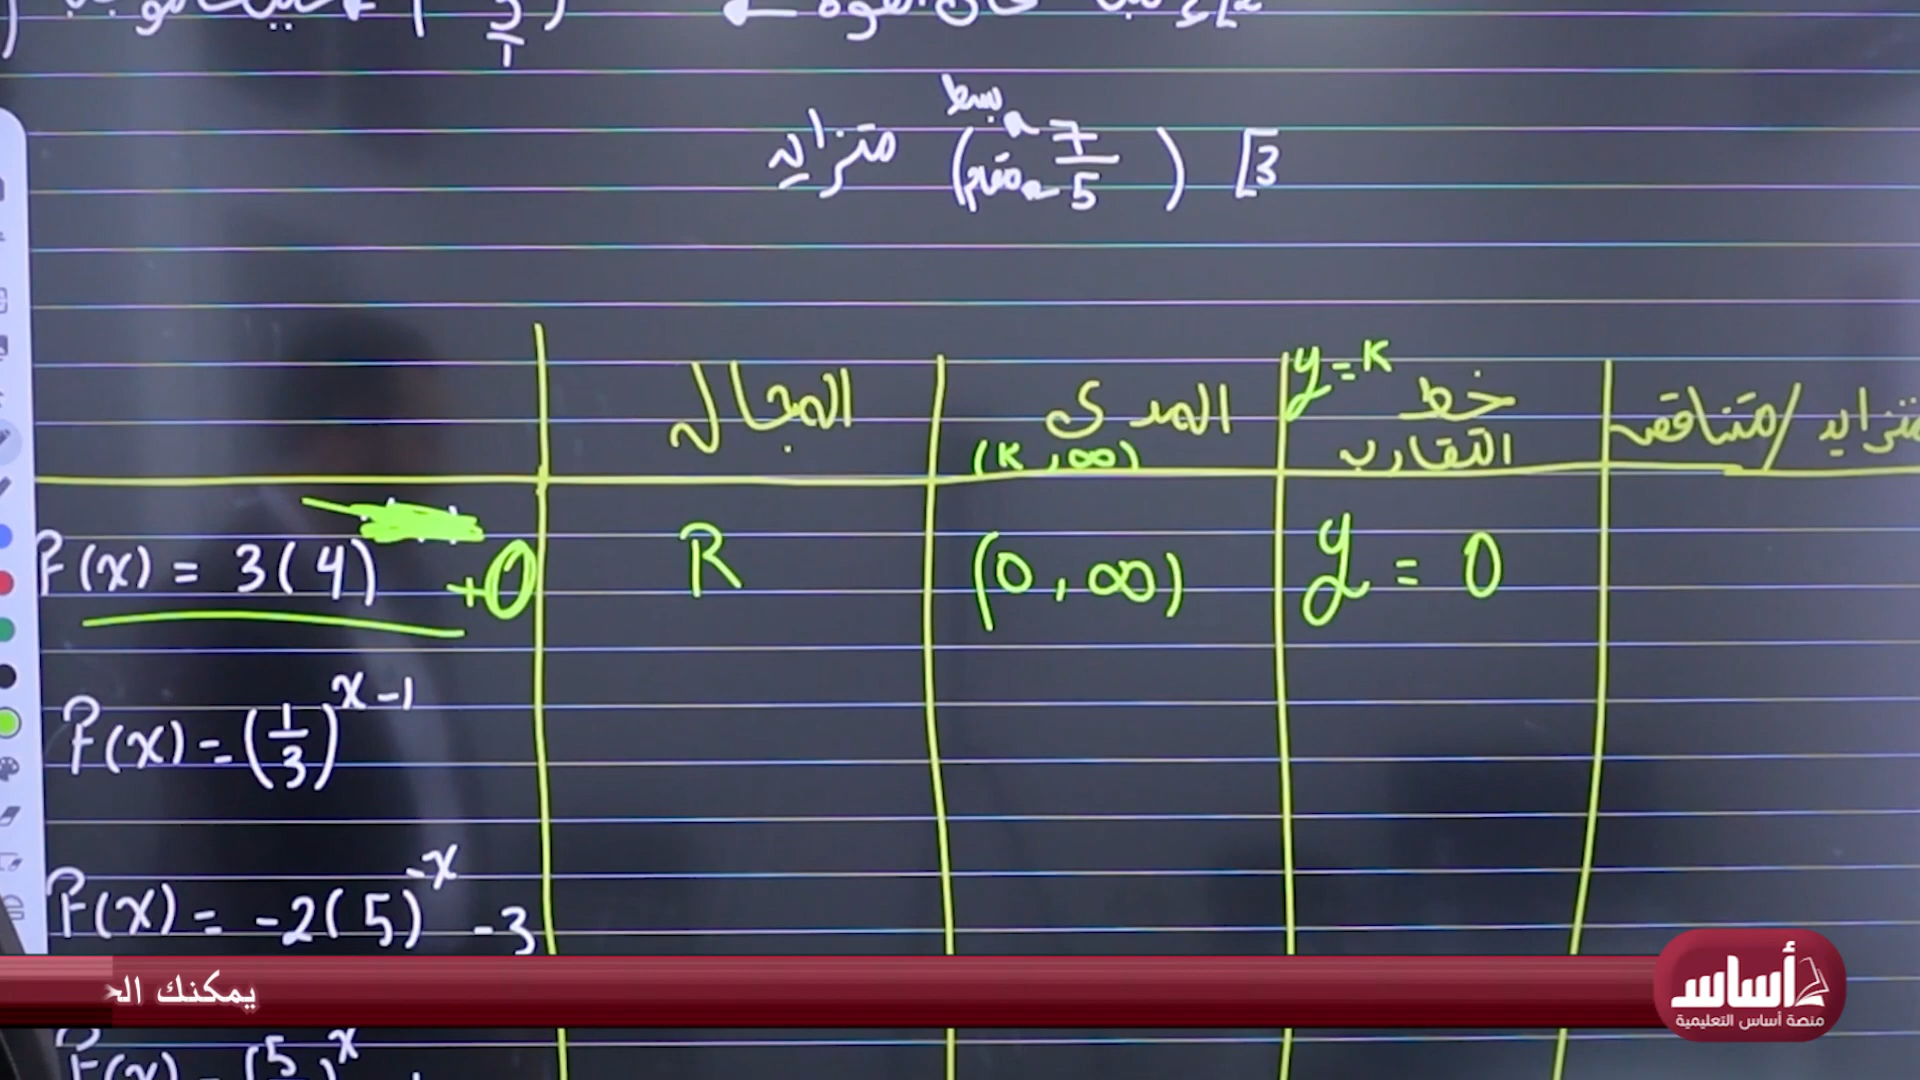 3] ( 7/5 ) متزايد
بسط
مقام
المجال
المدى
(K , ∞)
y = K
خط
التقارب
متزايد / متناقص
F(x) = 3(4) +0
R
(0 , ∞)
y = 0
F(x) = (1/3)^x-1
F(x) = -2(5)^-x -3
يمكنك الح
أساس
منصة أساس التعليمية